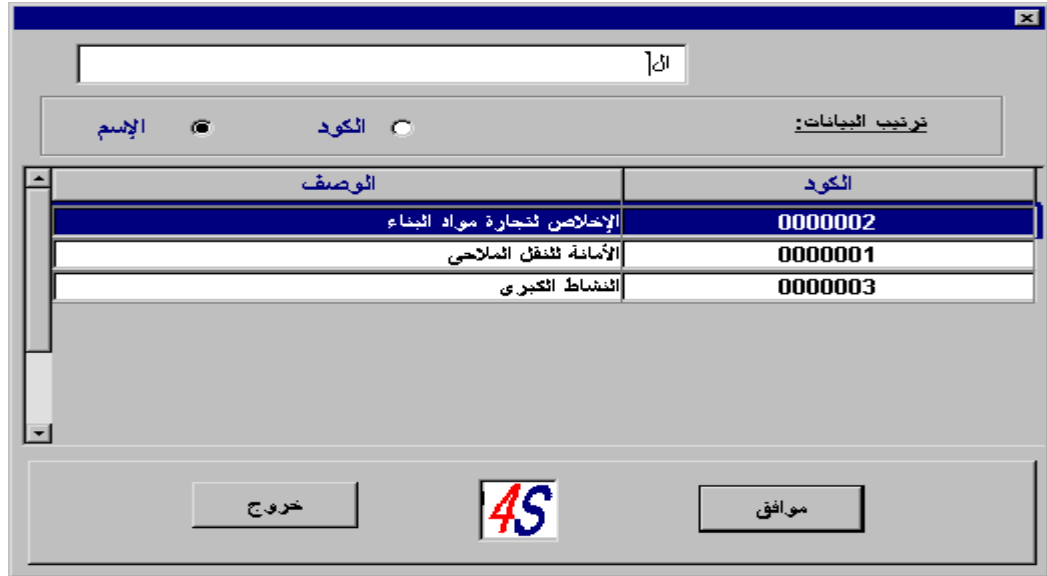 ال
ترتيب البيانات: الكود الإسم
الكود الوصف
0000002 الإخلاص لتجارة مواد البناء
0000001 الأمانة للنقل الملاحى
0000003 النشاط الكبرى
موافق 4S خروج